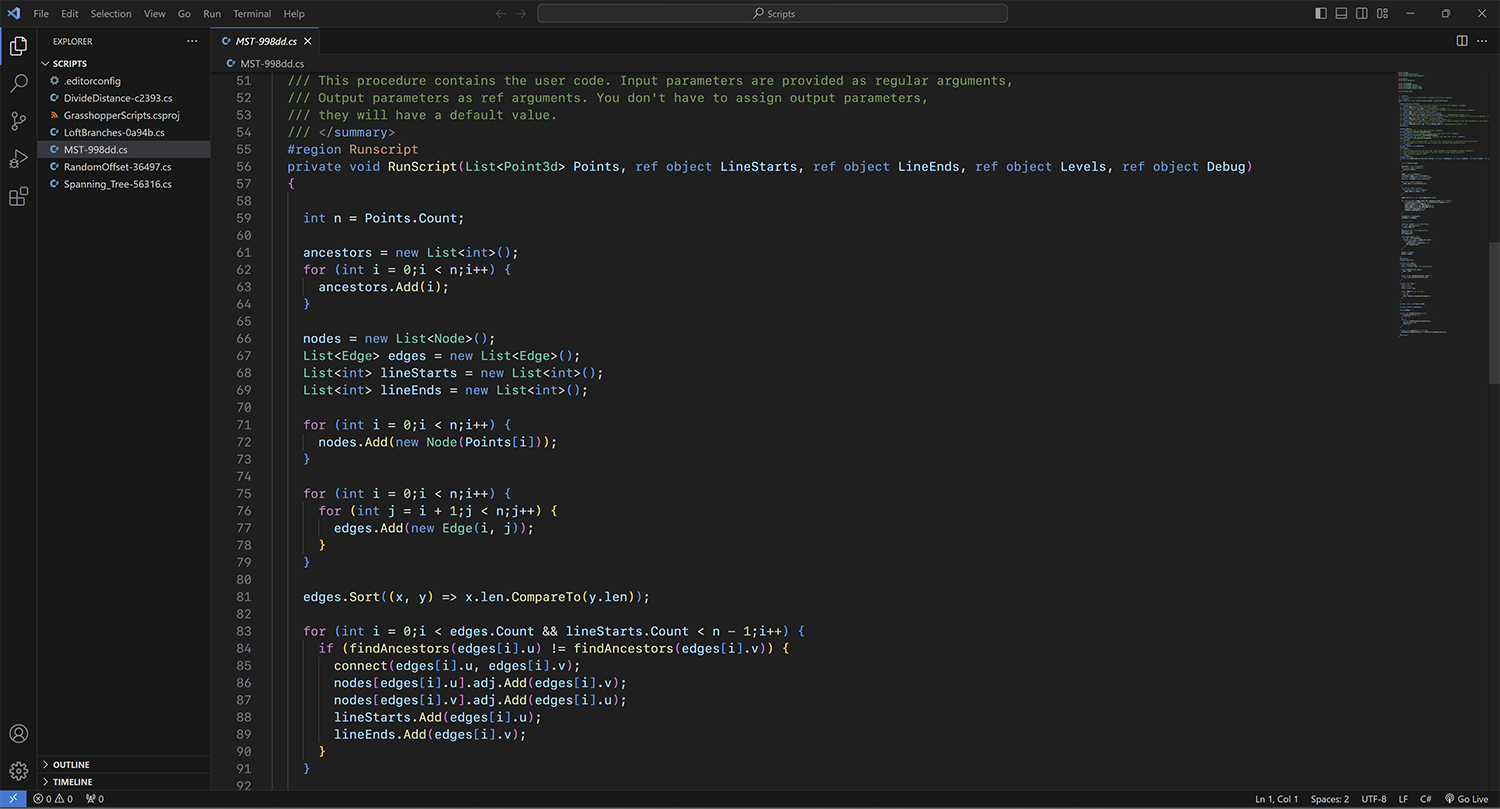 File Edit Selection View Go Run Terminal Help
Scripts
EXPLORER
SCRIPTS
.editorconfig
DivideDistance-c2393.cs
GrasshopperScripts.csproj
LoftBranches-0a94b.cs
MST-998dd.cs
RandomOffset-36497.cs
Spanning_Tree-56316.cs
OUTLINE
TIMELINE
MST-998dd.cs
MST-998dd.cs
51 /// This procedure contains the user code. Input parameters are provided as regular arguments,
52 /// Output parameters as ref arguments. You don't have to assign output parameters,
53 /// they will have a default value.
54 /// </summary>
55 #region Runscript
56 private void RunScript(List<Point3d> Points, ref object LineStarts, ref object LineEnds, ref object Levels, ref object Debug)
57 {
58
59 int n = Points.Count;
60
61 ancestors = new List<int>();
62 for (int i = 0;i < n;i++) {
63 ancestors.Add(i);
64 }
65
66 nodes = new List<Node>();
67 List<Edge> edges = new List<Edge>();
68 List<int> lineStarts = new List<int>();
69 List<int> lineEnds = new List<int>();
70
71 for (int i = 0;i < n;i++) {
72 nodes.Add(new Node(Points[i]));
73 }
74
75 for (int i = 0;i < n;i++) {
76 for (int j = i + 1;j < n;j++) {
77 edges.Add(new Edge(i, j));
78 }
79 }
80
81 edges.Sort((x, y) => x.len.CompareTo(y.len));
82
83 for (int i = 0;i < edges.Count && lineStarts.Count < n - 1;i++) {
84 if (findAncestors(edges[i].u) != findAncestors(edges[i].v)) {
85 connect(edges[i].u, edges[i].v);
86 nodes[edges[i].u].adj.Add(edges[i].v);
87 nodes[edges[i].v].adj.Add(edges[i].u);
88 lineStarts.Add(edges[i].u);
89 lineEnds.Add(edges[i].v);
90 }
91 }
92
0 0 0
Ln 1, Col 1 Spaces: 2 UTF-8 LF C# Go Live